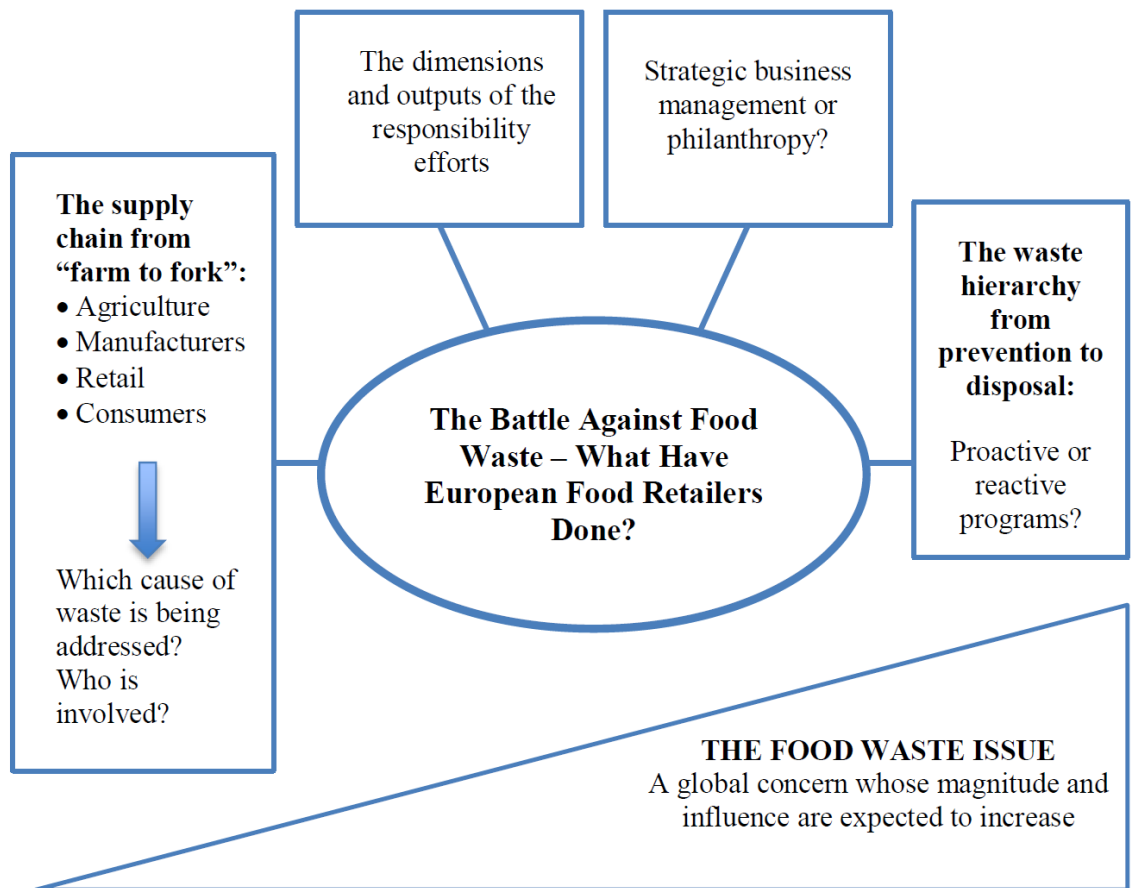 The dimensions
and outputs of the
responsibility
efforts
Strategic business
management or
philanthropy?
The supply
chain from
“farm to fork”:
• Agriculture
• Manufacturers
• Retail
• Consumers
Which cause of
waste is being
addressed?
Who is
involved?
The Battle Against Food
Waste – What Have
European Food Retailers
Done?
The waste
hierarchy
from
prevention to
disposal:
Proactive or
reactive
programs?
THE FOOD WASTE ISSUE
A global concern whose magnitude and
influence are expected to increase